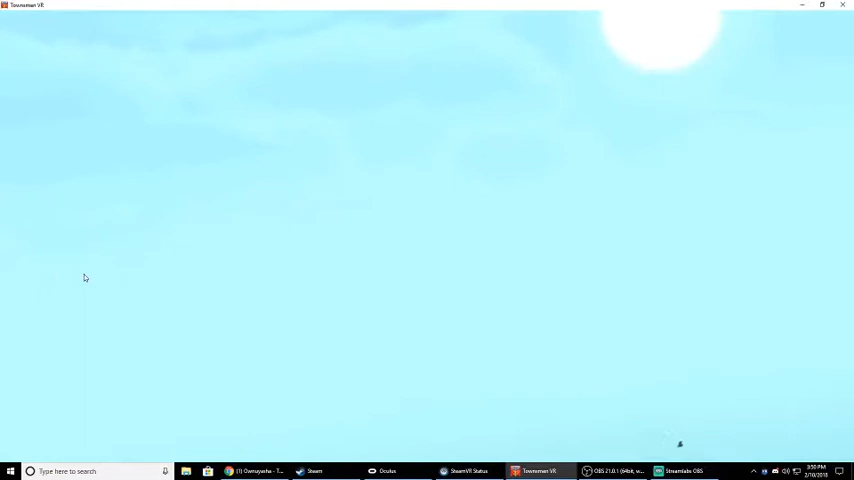 Townsmen VR
Type here to search
(1) Ownuyasha - T...
Steam
Oculus
SteamVR Status
Townsmen VR
OBS 21.0.1 (64bit, w...
Streamlabs OBS
3:50 PM
2/10/2018